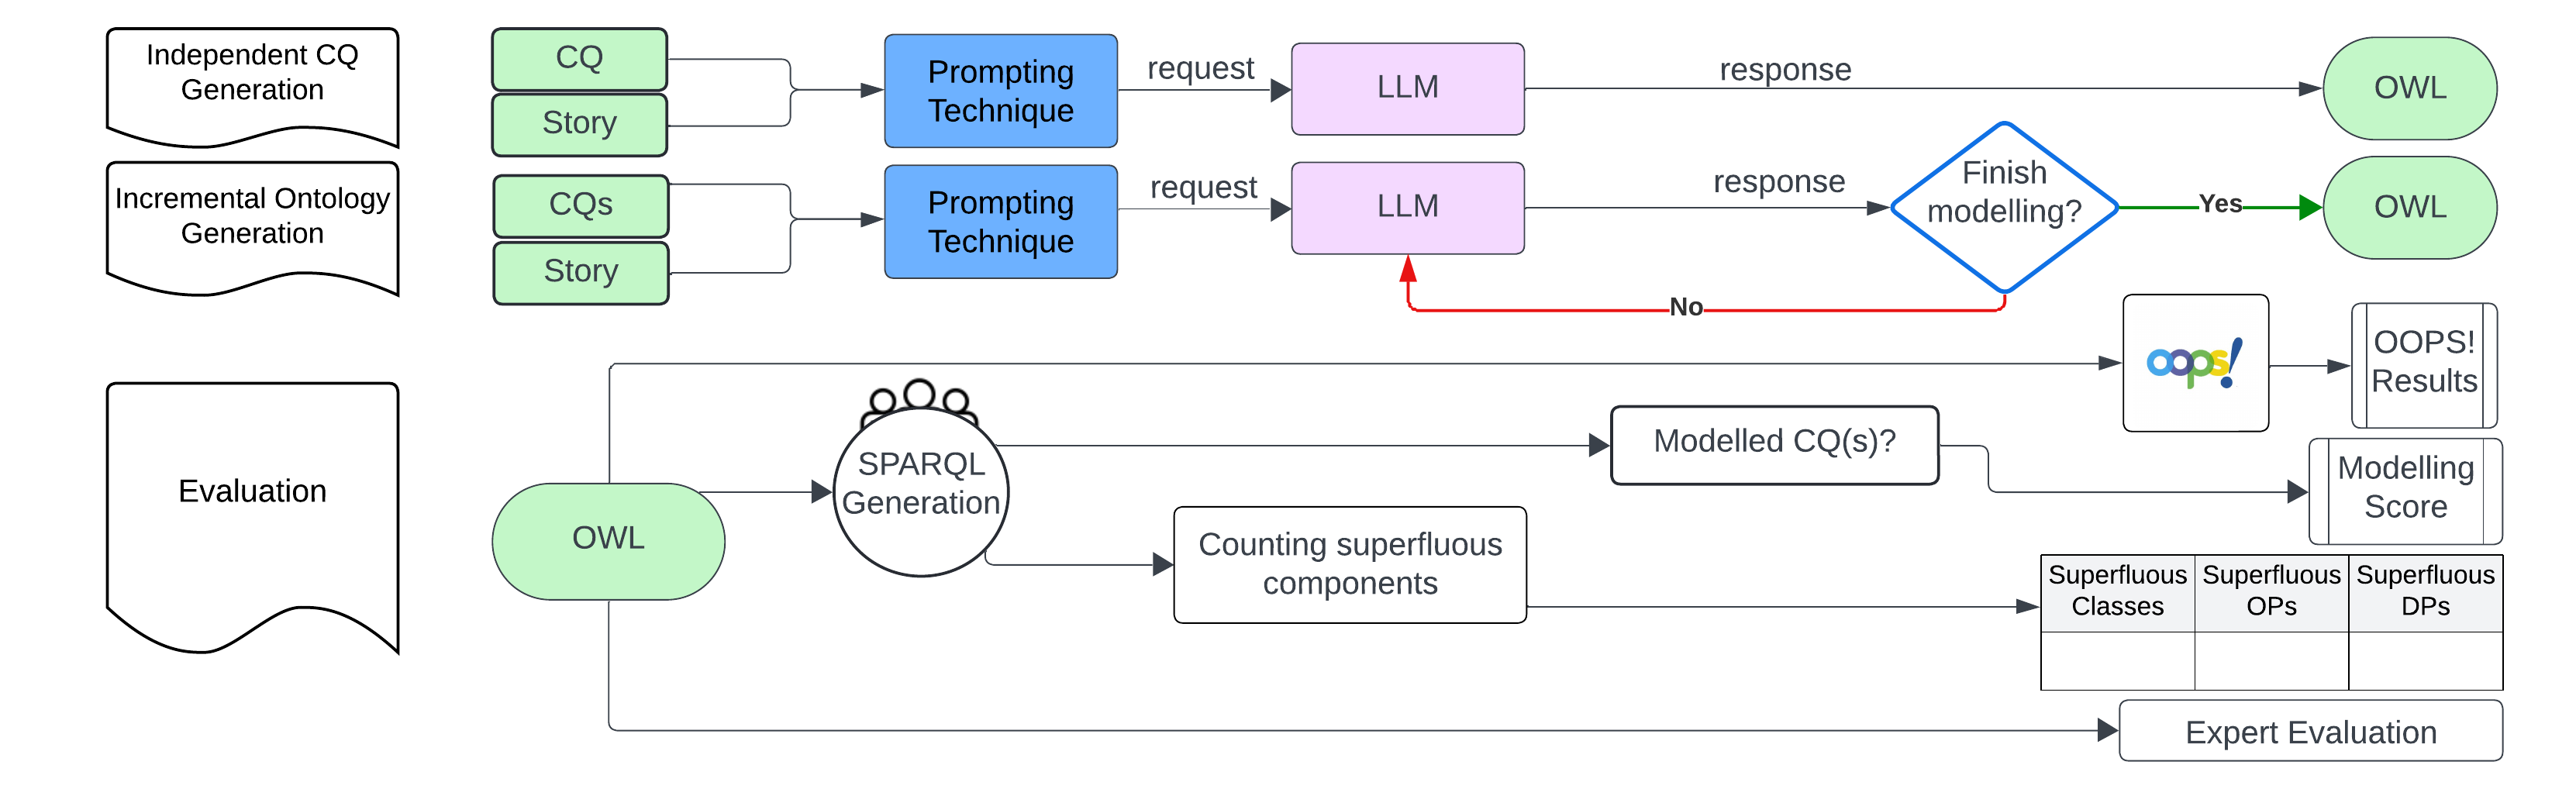 Independent CQ
Generation
CQ
Story
Prompting
Technique
request
LLM
response
OWL
Incremental Ontology
Generation
CQs
Story
Prompting
Technique
request
LLM
response
Finish
modelling?
Yes
OWL
No
Evaluation
OWL
oops!
OOPS!
Results
SPARQL
Generation
Modelled CQ(s)?
Modelling
Score
Counting superfluous
components
Superfluous
Classes
Superfluous
OPs
Superfluous
DPs
Expert Evaluation